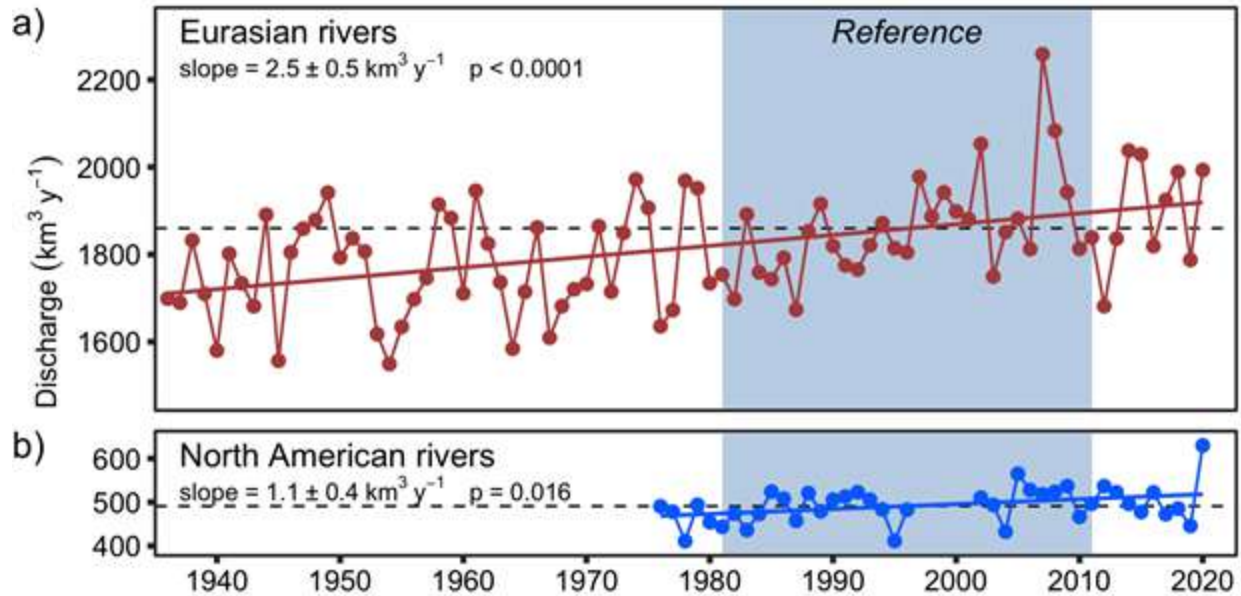 a)
Eurasian rivers
slope = 2.5 ± 0.5 km³ y⁻¹ p < 0.0001
Reference
Discharge (km³ y⁻¹)
2200
2000
1800
1600
b)
North American rivers
slope = 1.1 ± 0.4 km³ y⁻¹ p = 0.016
600
500
400
1940 1950 1960 1970 1980 1990 2000 2010 2020